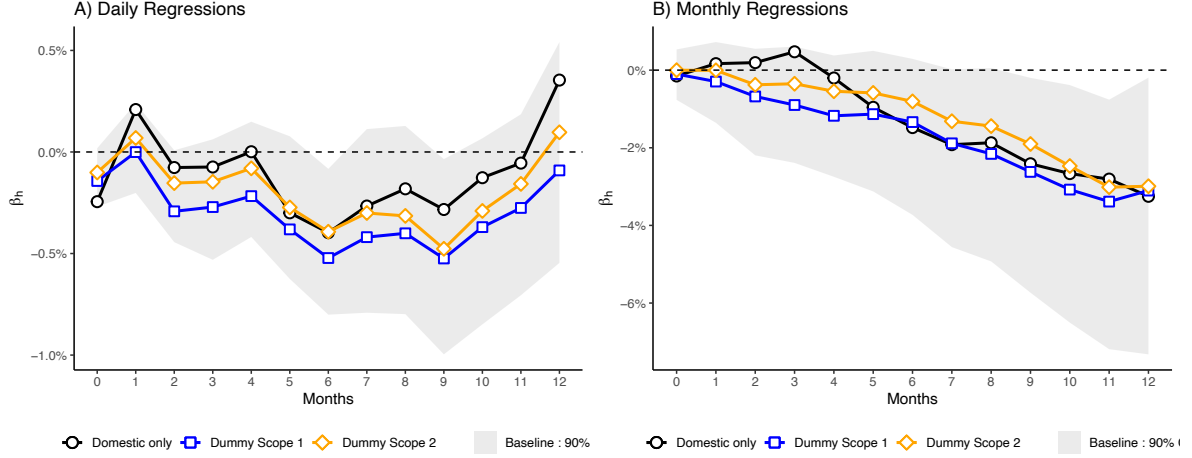 A) Daily Regressions
0.5%
0.0%
−0.5%
−1.0%
βh
0 1 2 3 4 5 6 7 8 9 10 11 12
Months
Domestic only Dummy Scope 1 Dummy Scope 2 Baseline : 90%
B) Monthly Regressions
0%
−2%
−4%
−6%
βh
0 1 2 3 4 5 6 7 8 9 10 11 12
Months
Domestic only Dummy Scope 1 Dummy Scope 2 Baseline : 90%